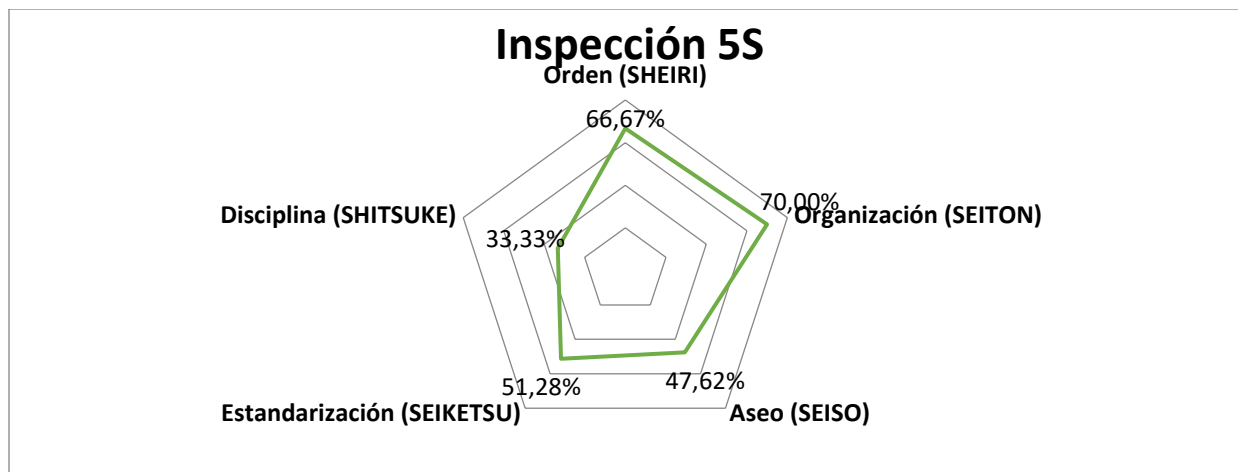 Inspección 5S
Orden (SHEIRI)
66,67%
70,00%
Organización (SEITON)
Disciplina (SHITSUKE)
33,33%
51,28%
47,62%
Estandarización (SEIKETSU)
Aseo (SEISO)